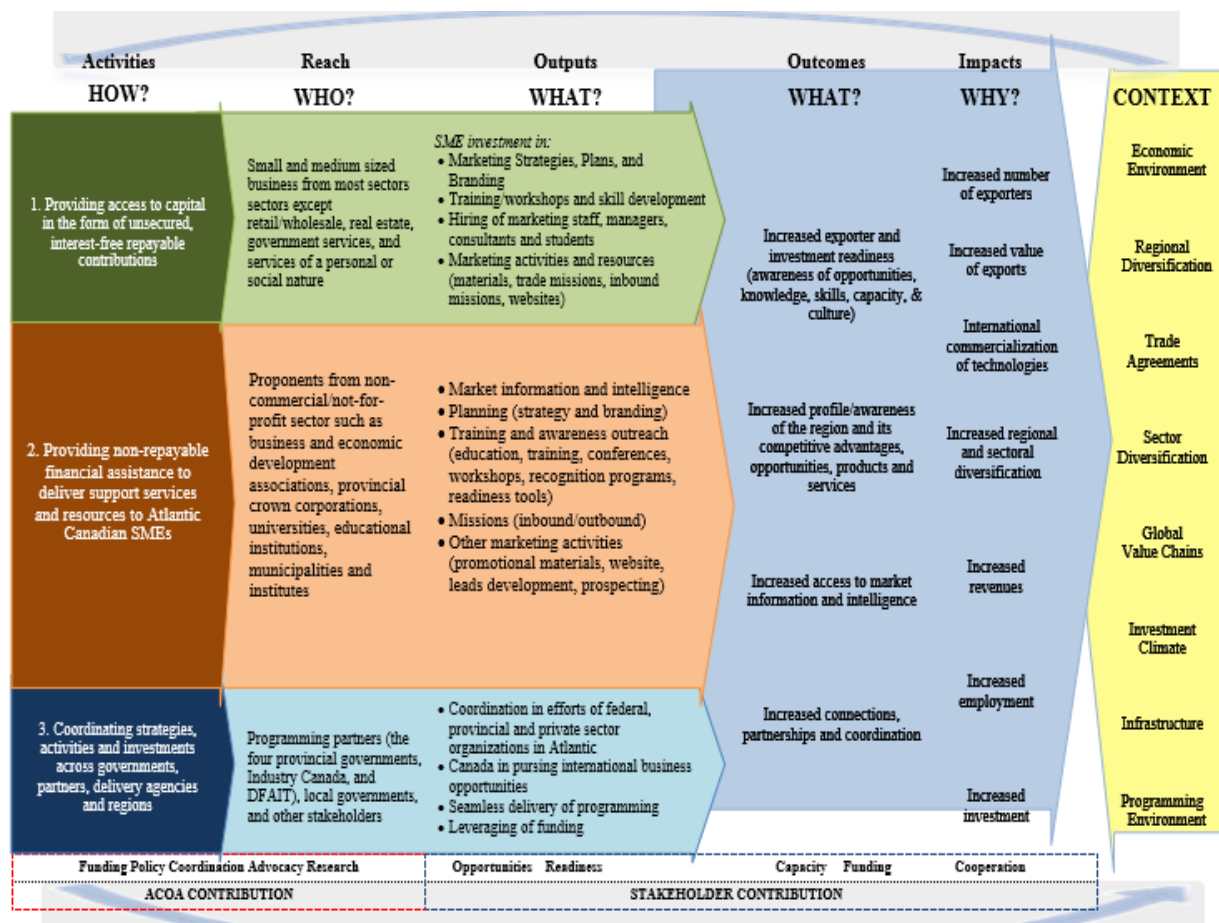 Activities
HOW?
Reach
WHO?
Outputs
WHAT?
Outcomes
WHAT?
Impacts
WHY?
CONTEXT
1. Providing access to capital
in the form of unsecured,
interest-free repayable
contributions
Small and medium sized
business from most sectors
sectors except
retail/wholesale, real estate,
government services, and
services of a personal or
social nature
SME investment in:
• Marketing Strategies, Plans, and
Branding
• Training/workshops and skill development
• Hiring of marketing staff, managers,
consultants and students
• Marketing activities and resources
(materials, trade missions, inbound
missions, websites)
2. Providing non-repayable
financial assistance to
deliver support services
and resources to Atlantic
Canadian SMEs
Proponents from non-
commercial/not-for-
profit sector such as
business and economic
development
associations, provincial
crown corporations,
universities, educational
institutions,
municipalities and
institutes
• Market information and intelligence
• Planning (strategy and branding)
• Training and awareness outreach
(education, training, conferences,
workshops, recognition programs,
readiness tools)
• Missions (inbound/outbound)
• Other marketing activities
(promotional materials, website,
leads development, prospecting)
3. Coordinating strategies,
activities and investments
across governments,
partners, delivery agencies
and regions
Programming partners (the
four provincial governments,
Industry Canada, and
DFAIT), local governments,
and other stakeholders
• Coordination in efforts of federal,
provincial and private sector
organizations in Atlantic
• Canada in pursing international business
opportunities
• Seamless delivery of programming
• Leveraging of funding
Increased exporter and
investment readiness
(awareness of opportunities,
knowledge, skills, capacity, &
culture)
Increased profile/awareness
of the region and its
competitive advantages,
opportunities, products and
services
Increased access to market
information and intelligence
Increased connections,
partnerships and coordination
Increased number
of exporters
Increased value
of exports
International
commercialization
of technologies
Increased regional
and sectoral
diversification
Increased
revenues
Increased
employment
Increased
investment
Economic
Environment
Regional
Diversification
Trade
Agreements
Sector
Diversification
Global
Value Chains
Investment
Climate
Infrastructure
Programming
Environment
Funding Policy Coordination Advocacy Research
ACOA CONTRIBUTION
Opportunities Readiness Capacity Funding Cooperation
STAKEHOLDER CONTRIBUTION